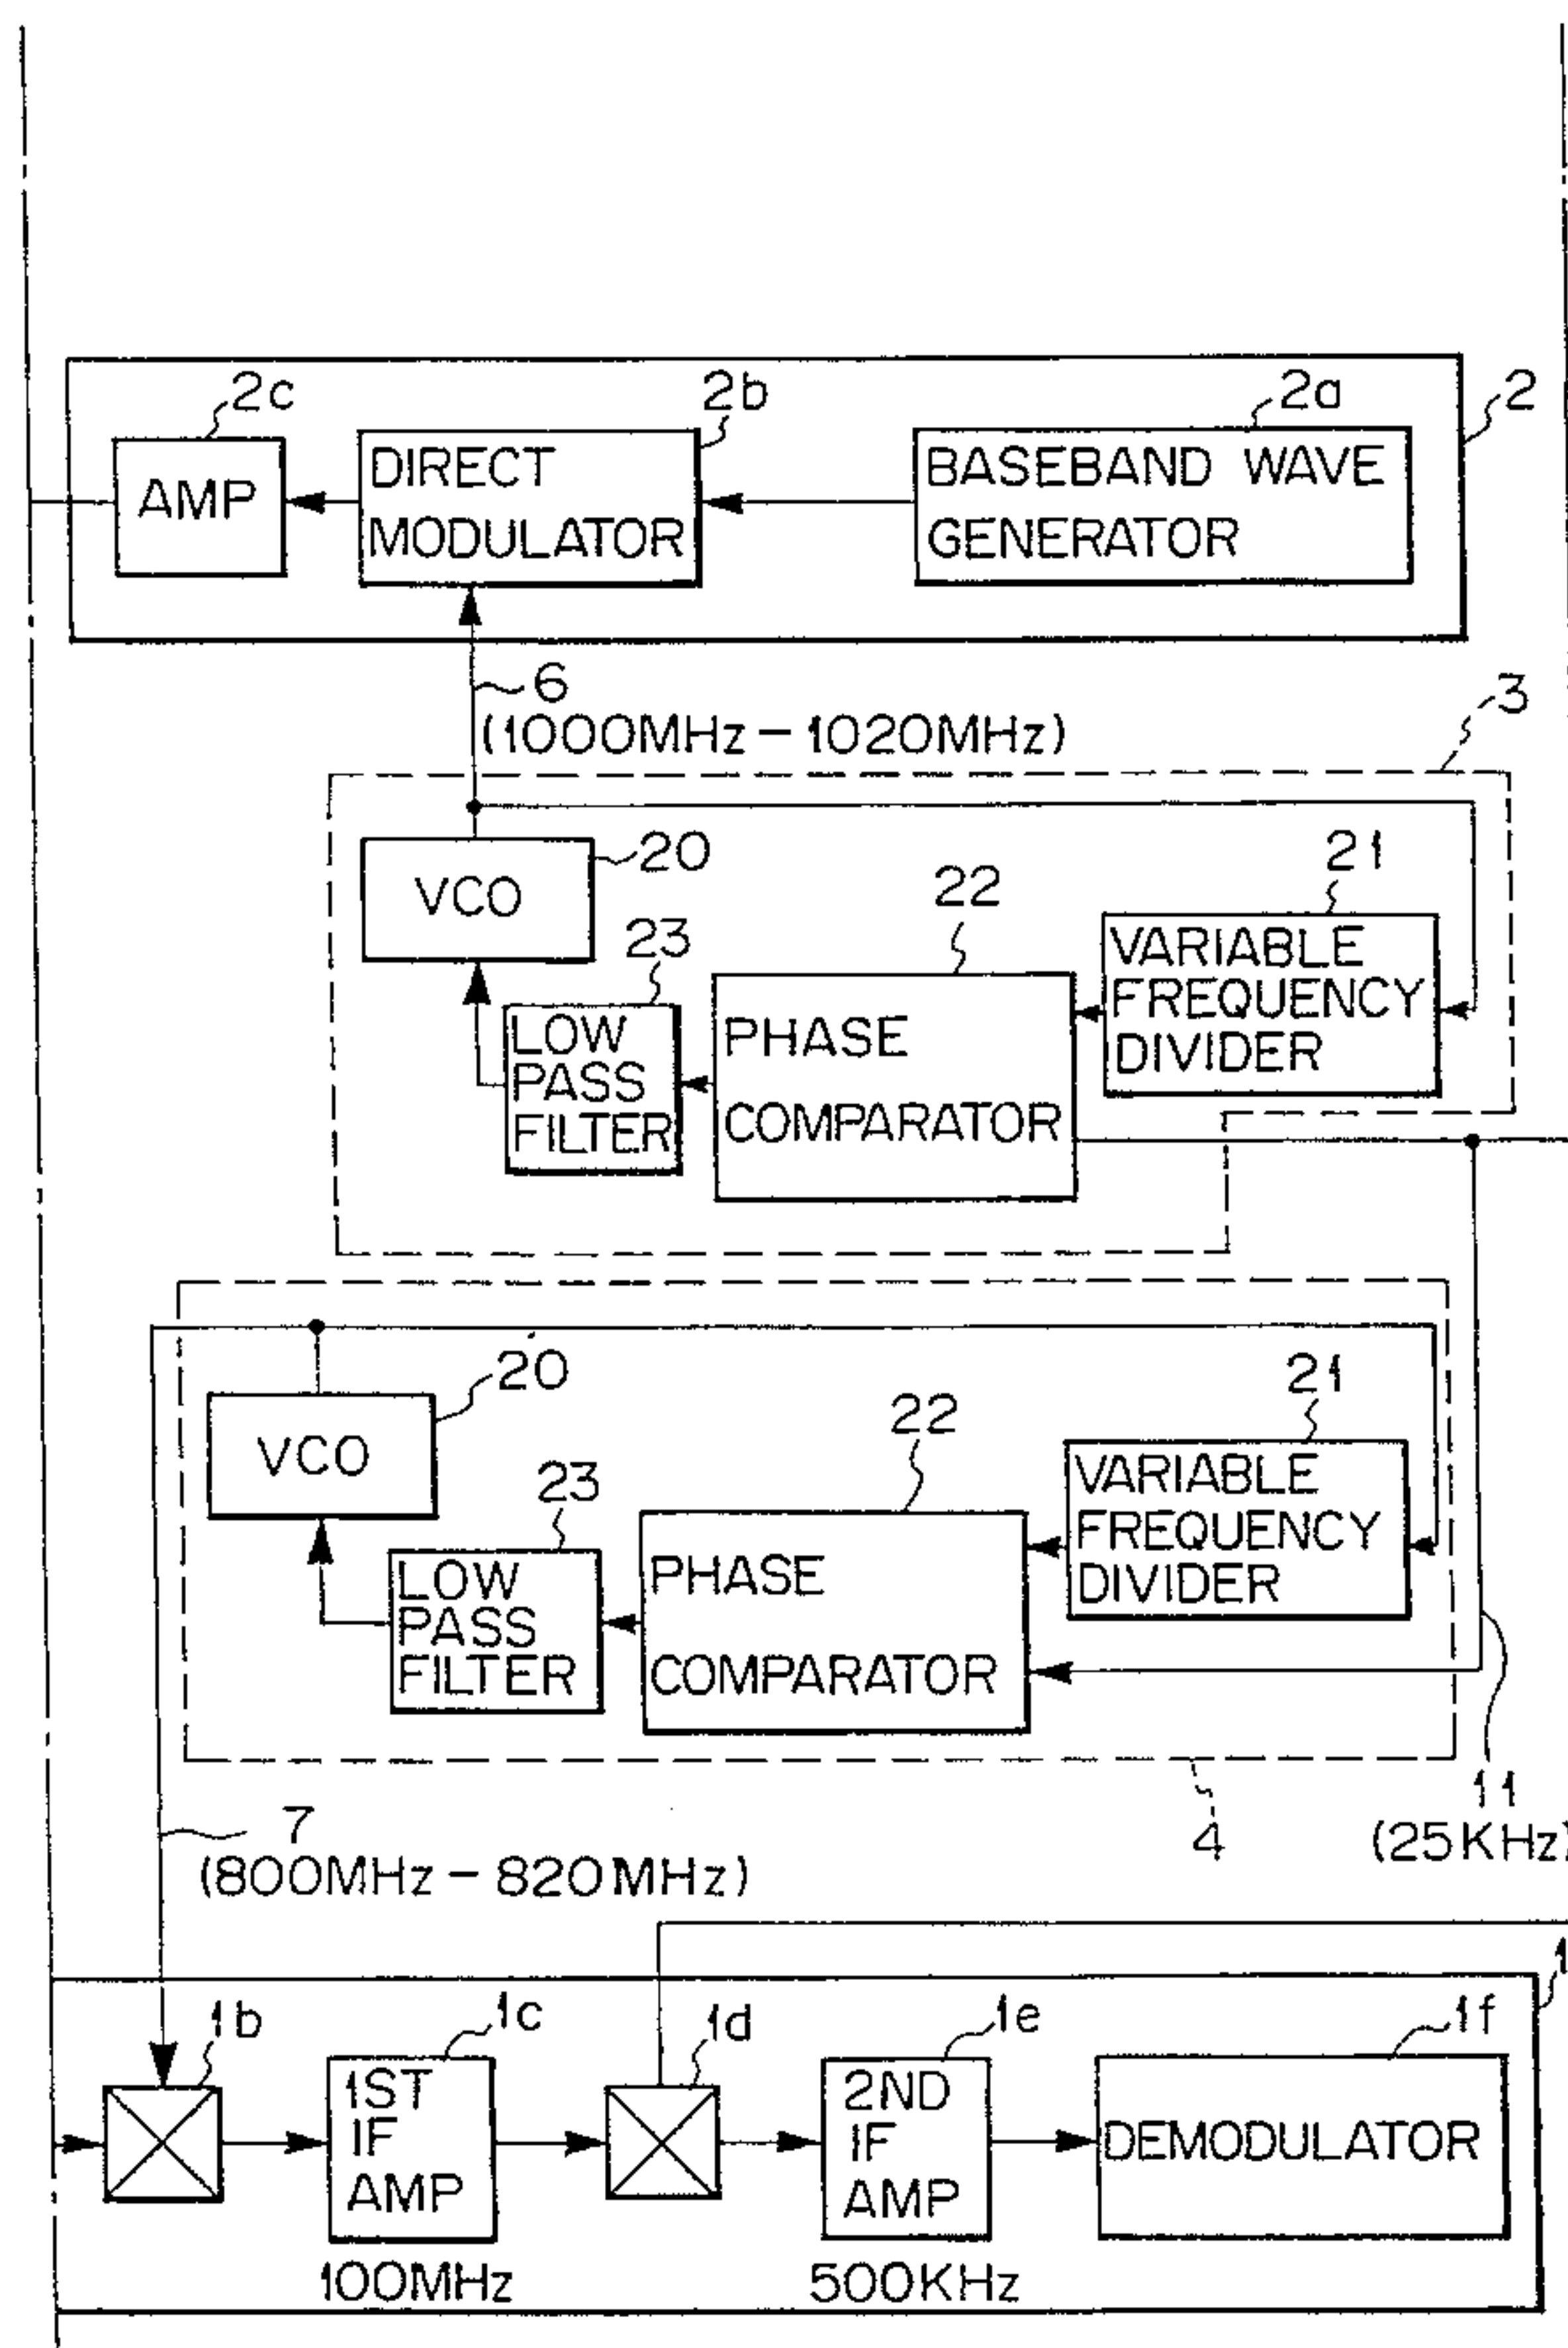 2c
2b
2a
2
AMP
DIRECT
MODULATOR
BASEBAND WAVE
GENERATOR
6
(1000MHz - 1020MHz)
3
20
VCO
21
22
23
VARIABLE
FREQUENCY
DIVIDER
PHASE
COMPARATOR
LOW
PASS
FILTER
20
VCO
21
22
23
VARIABLE
FREQUENCY
DIVIDER
PHASE
COMPARATOR
LOW
PASS
FILTER
7
(800MHz - 820MHz)
4
11
(25KHz)
1
1b
1c
1d
1e
1f
1ST
IF
AMP
2ND
IF
AMP
DEMODULATOR
100MHz
500KHz